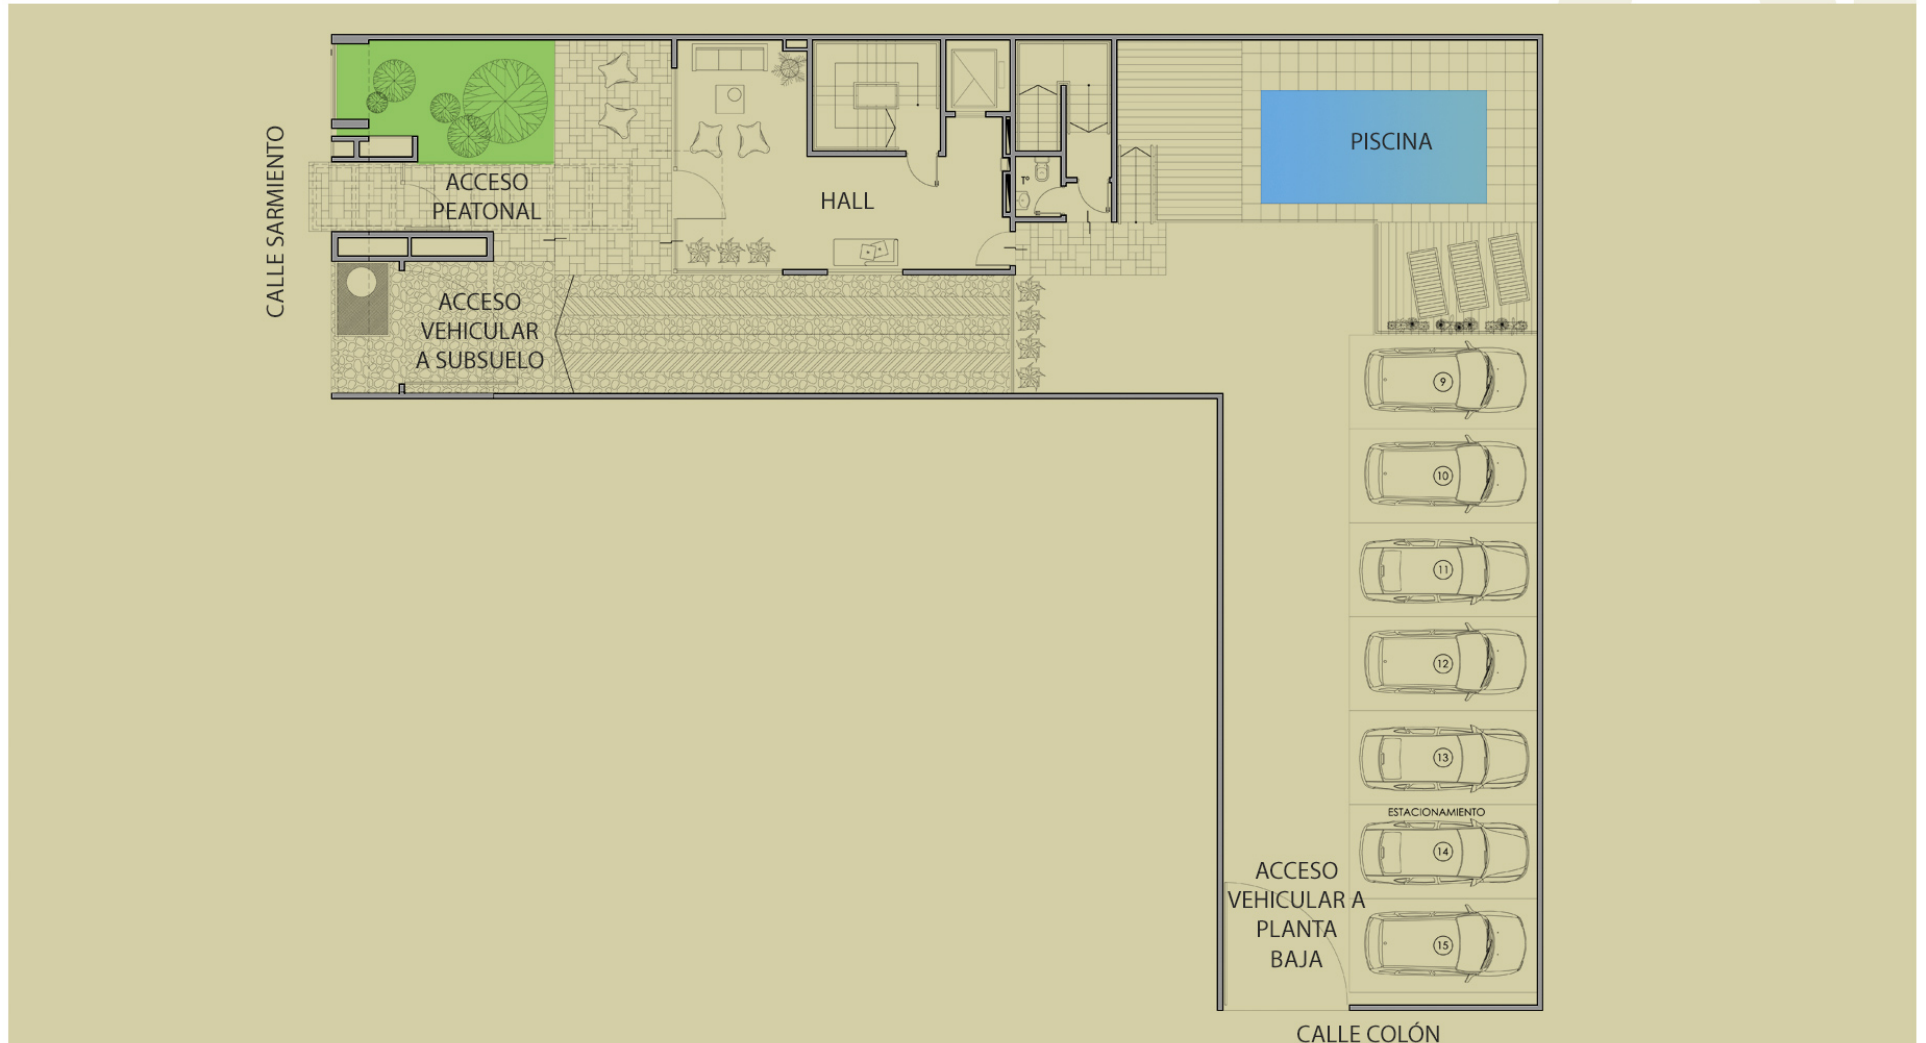 CALLE SARMIENTO
ACCESO
PEATONAL
ACCESO
VEHICULAR
A SUBSUELO
HALL
Tº
PISCINA
9
10
11
12
13
ESTACIONAMIENTO
14
15
ACCESO
VEHICULAR A
PLANTA
BAJA
CALLE COLÓN